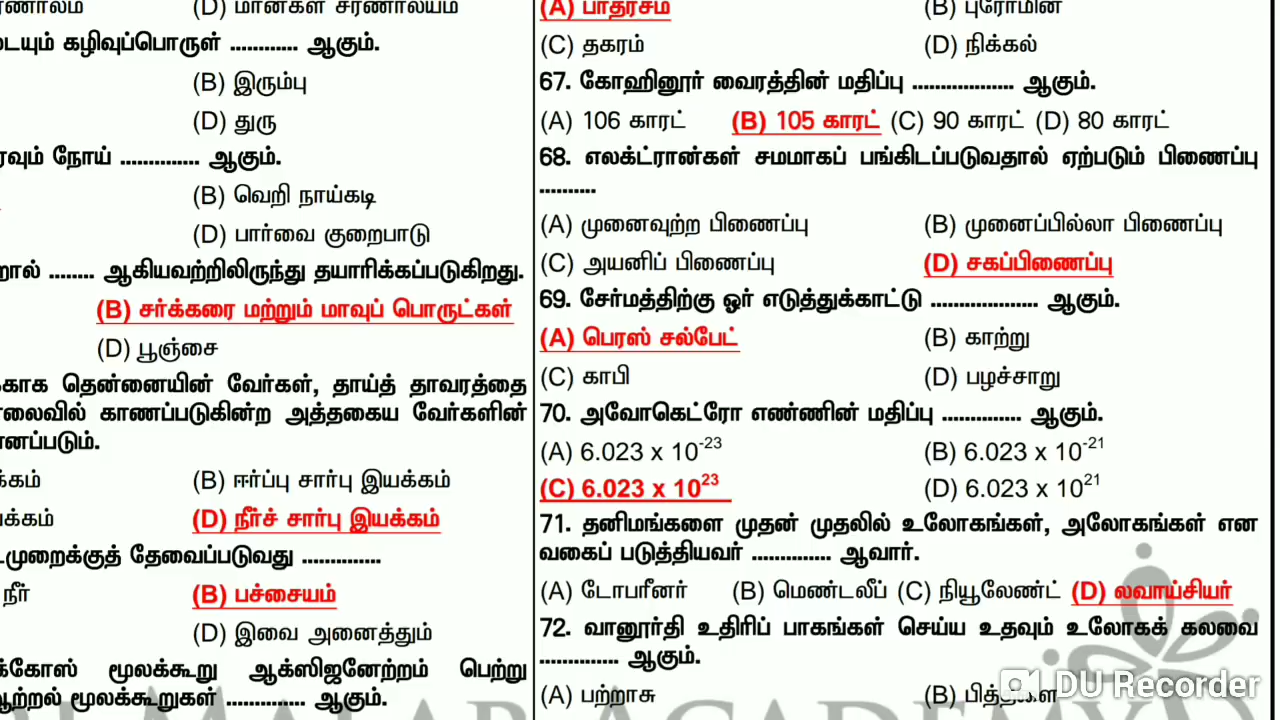 (D) மான்கள் சரணாலயம்
கழிவுப்பொருள் ............ ஆகும்.
(B) இரும்பு
(D) துரு
நோய் .............. ஆகும்.
(B) வெறி நாய்கடி
(D) பார்வை குறைபாடு
........ ஆகியவற்றிலிருந்து தயாரிக்கப்படுகிறது.
(B) சர்க்கரை மற்றும் மாவுப் பொருட்கள்
(D) பூஞ்சை
தென்னையின் வேர்கள், தாய்த் தாவரத்தை
காணப்படுகின்ற அத்தகைய வேர்களின்
(B) ஈர்ப்பு சார்பு இயக்கம்
(D) நீர்ச் சார்பு இயக்கம்
தேவைப்படுவது ..............
நீர்
(B) பச்சையம்
(D) இவை அனைத்தும்
மூலக்கூறு ஆக்ஸிஜனேற்றம் பெற்று
மூலக்கூறுகள் .............. ஆகும்.
(A) பாதரசம்
(B) புரோமின்
(C) தகரம்
(D) நிக்கல்
67. கோஹினூர் வைரத்தின் மதிப்பு .................. ஆகும்.
(A) 106 காரட் (B) 105 காரட் (C) 90 காரட் (D) 80 காரட்
68. எலக்ட்ரான்கள் சமமாகப் பங்கிடப்படுவதால் ஏற்படும் பிணைப்பு
..........
(A) முனைவுற்ற பிணைப்பு
(B) முனைப்பில்லா பிணைப்பு
(C) அயனிப் பிணைப்பு
(D) சகப்பிணைப்பு
69. சேர்மத்திற்கு ஓர் எடுத்துக்காட்டு ................... ஆகும்.
(A) பெரஸ் சல்பேட்
(B) காற்று
(C) காபி
(D) பழச்சாறு
70. அவோகெட்ரோ எண்ணின் மதிப்பு .............. ஆகும்.
(A) 6.023 x 10⁻²³
(B) 6.023 x 10⁻²¹
(C) 6.023 x 10²³
(D) 6.023 x 10²¹
71. தனிமங்களை முதன் முதலில் உலோகங்கள், அலோகங்கள் என
வகைப் படுத்தியவர் .............. ஆவார்.
(A) டோபரீனர் (B) மெண்டலீப் (C) நியூலேண்ட் (D) லவாய்சியர்
72. வானூர்தி உதிரிப் பாகங்கள் செய்ய உதவும் உலோகக் கலவை
.............. ஆகும்.
(A) பற்றாசு
(B) பித்தளை
DU Recorder